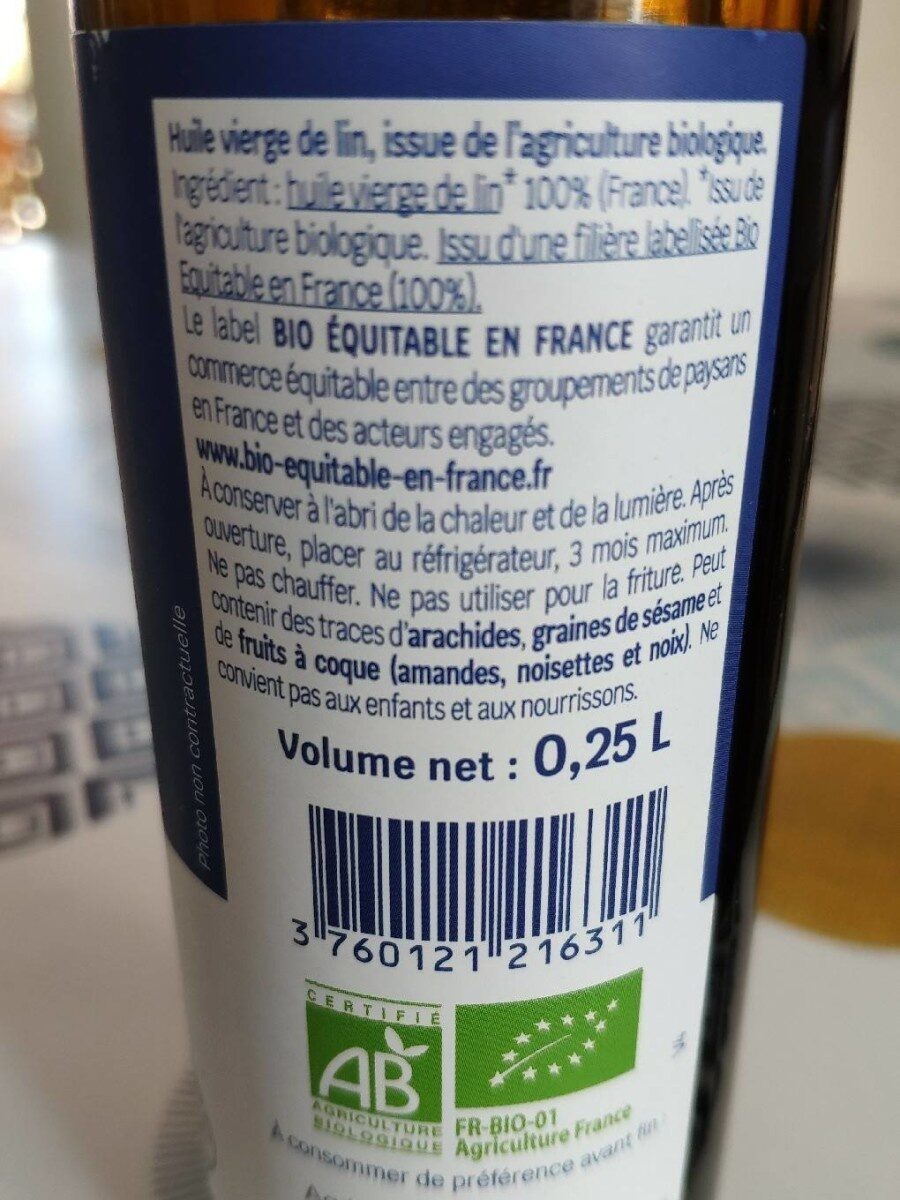 Huile vierge de lin, issue de l'agriculture biologique.
Ingrédient : huile vierge de lin* 100% (France). *Issu de
l'agriculture biologique. Issu d'une filière labellisée Bio
Equitable en France (100%).
Le label BIO ÉQUITABLE EN FRANCE garantit un
commerce équitable entre des groupements de paysans
en France et des acteurs engagés.
www.bio-equitable-en-france.fr
À conserver à l'abri de la chaleur et de la lumière. Après
ouverture, placer au réfrigérateur, 3 mois maximum.
Ne pas chauffer. Ne pas utiliser pour la friture. Peut
contenir des traces d'arachides, graines de sésame et
de fruits à coque (amandes, noisettes et noix). Ne
convient pas aux enfants et aux nourrissons.
Photo non contractuelle
Volume net : 0,25 L
3 760121 216311
CERTIFIÉ
AB
AGRICULTURE
BIOLOGIQUE
FR-BIO-01
Agriculture France
À consommer de préférence avant fin